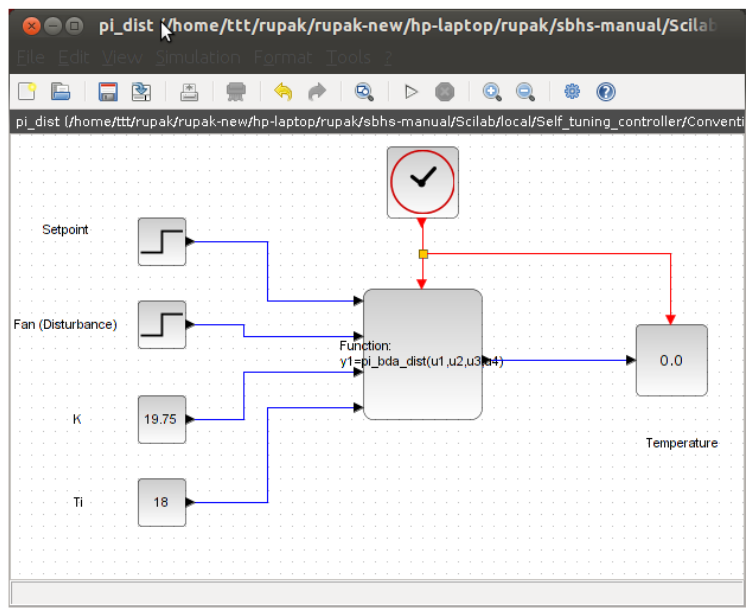 pi_dist (/home/ttt/rupak/rupak-new/hp-laptop/rupak/sbhs-manual/Scilab
File Edit View Simulation Format Tools ?
pi_dist (/home/ttt/rupak/rupak-new/hp-laptop/rupak/sbhs-manual/Scilab/local/Self_tuning_controller/Conventi
Setpoint
Fan (Disturbance)
Function:
y1=pi_bda_dist(u1,u2,u3,u4)
0.0
K
19.75
Temperature
Ti
18